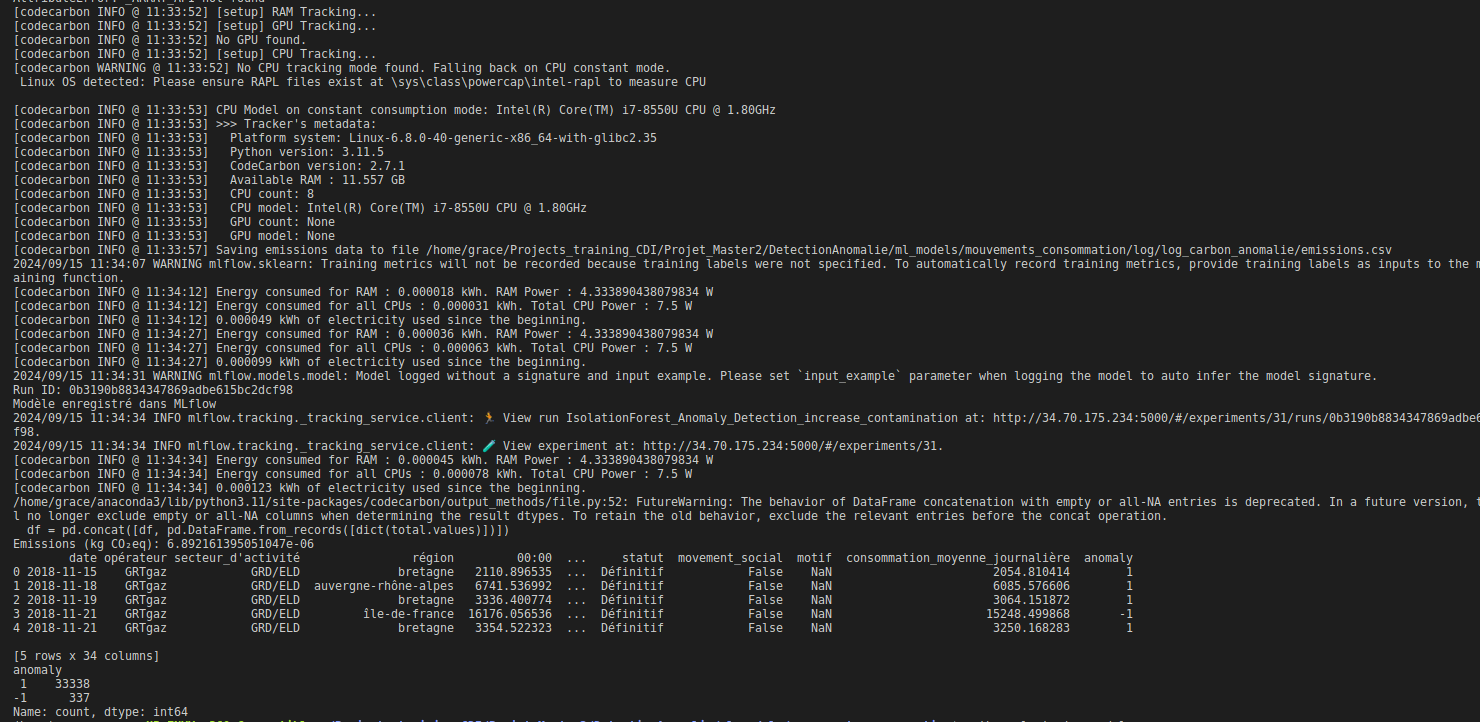 [codecarbon INFO @ 11:33:52] [setup] RAM Tracking...
[codecarbon INFO @ 11:33:52] [setup] GPU Tracking...
[codecarbon INFO @ 11:33:52] No GPU found.
[codecarbon INFO @ 11:33:52] [setup] CPU Tracking...
[codecarbon WARNING @ 11:33:52] No CPU tracking mode found. Falling back on CPU constant mode.
 Linux OS detected: Please ensure RAPL files exist at \sys\class\powercap\intel-rapl to measure CPU
[codecarbon INFO @ 11:33:53] CPU Model on constant consumption mode: Intel(R) Core(TM) i7-8550U CPU @ 1.80GHz
[codecarbon INFO @ 11:33:53] >>> Tracker's metadata:
[codecarbon INFO @ 11:33:53]   Platform system: Linux-6.8.0-40-generic-x86_64-with-glibc2.35
[codecarbon INFO @ 11:33:53]   Python version: 3.11.5
[codecarbon INFO @ 11:33:53]   CodeCarbon version: 2.7.1
[codecarbon INFO @ 11:33:53]   Available RAM : 11.557 GB
[codecarbon INFO @ 11:33:53]   CPU count: 8
[codecarbon INFO @ 11:33:53]   CPU model: Intel(R) Core(TM) i7-8550U CPU @ 1.80GHz
[codecarbon INFO @ 11:33:53]   GPU count: None
[codecarbon INFO @ 11:33:53]   GPU model: None
[codecarbon INFO @ 11:33:57] Saving emissions data to file /home/grace/Projects_training_CDI/Projet_Master2/DetectionAnomalie/ml_models/mouvements_consommation/log/log_carbon_anomalie/emissions.csv
2024/09/15 11:34:07 WARNING mlflow.sklearn: Training metrics will not be recorded because training labels were not specified. To automatically record training metrics, provide training labels as inputs to the m
aining function.
[codecarbon INFO @ 11:34:12] Energy consumed for RAM : 0.000018 kWh. RAM Power : 4.333890438079834 W
[codecarbon INFO @ 11:34:12] Energy consumed for all CPUs : 0.000031 kWh. Total CPU Power : 7.5 W
[codecarbon INFO @ 11:34:12] 0.000049 kWh of electricity used since the beginning.
[codecarbon INFO @ 11:34:27] Energy consumed for RAM : 0.000036 kWh. RAM Power : 4.333890438079834 W
[codecarbon INFO @ 11:34:27] Energy consumed for all CPUs : 0.000063 kWh. Total CPU Power : 7.5 W
[codecarbon INFO @ 11:34:27] 0.000099 kWh of electricity used since the beginning.
2024/09/15 11:34:31 WARNING mlflow.models.model: Model logged without a signature and input example. Please set `input_example` parameter when logging the model to auto infer the model signature.
Run ID: 0b3190b8834347869adbe615bc2dcf98
Modèle enregistré dans MLflow
2024/09/15 11:34:34 INFO mlflow.tracking._tracking_service.client: 🏃 View run IsolationForest_Anomaly_Detection_increase_contamination at: http://34.70.175.234:5000/#/experiments/31/runs/0b3190b8834347869adbe6
f98.
2024/09/15 11:34:34 INFO mlflow.tracking._tracking_service.client: 🧪 View experiment at: http://34.70.175.234:5000/#/experiments/31.
[codecarbon INFO @ 11:34:34] Energy consumed for RAM : 0.000045 kWh. RAM Power : 4.333890438079834 W
[codecarbon INFO @ 11:34:34] Energy consumed for all CPUs : 0.000078 kWh. Total CPU Power : 7.5 W
[codecarbon INFO @ 11:34:34] 0.000123 kWh of electricity used since the beginning.
/home/grace/anaconda3/lib/python3.11/site-packages/codecarbon/output_methods/file.py:52: FutureWarning: The behavior of DataFrame concatenation with empty or all-NA entries is deprecated. In a future version, t
l no longer exclude empty or all-NA columns when determining the result dtypes. To retain the old behavior, exclude the relevant entries before the concat operation.
  df = pd.concat([df, pd.DataFrame.from_records([dict(total.values)])])
Emissions (kg CO₂eq): 6.892161395051047e-06
        date opérateur secteur_d'activité                région         00:00  ...     statut  movement_social  motif  consommation_moyenne_journalière  anomaly
0 2018-11-15    GRTgaz            GRD/ELD              bretagne   2110.896535  ...  Définitif            False    NaN                       2054.810414        1
1 2018-11-18    GRTgaz            GRD/ELD  auvergne-rhône-alpes   6741.536992  ...  Définitif            False    NaN                       6085.576606        1
2 2018-11-19    GRTgaz            GRD/ELD              bretagne   3336.400774  ...  Définitif            False    NaN                       3064.151872        1
3 2018-11-21    GRTgaz            GRD/ELD         île-de-france  16176.056536  ...  Définitif            False    NaN                      15248.499868       -1
4 2018-11-21    GRTgaz            GRD/ELD              bretagne   3354.522323  ...  Définitif            False    NaN                       3250.168283        1
[5 rows x 34 columns]
anomaly
 1    33338
-1      337
Name: count, dtype: int64